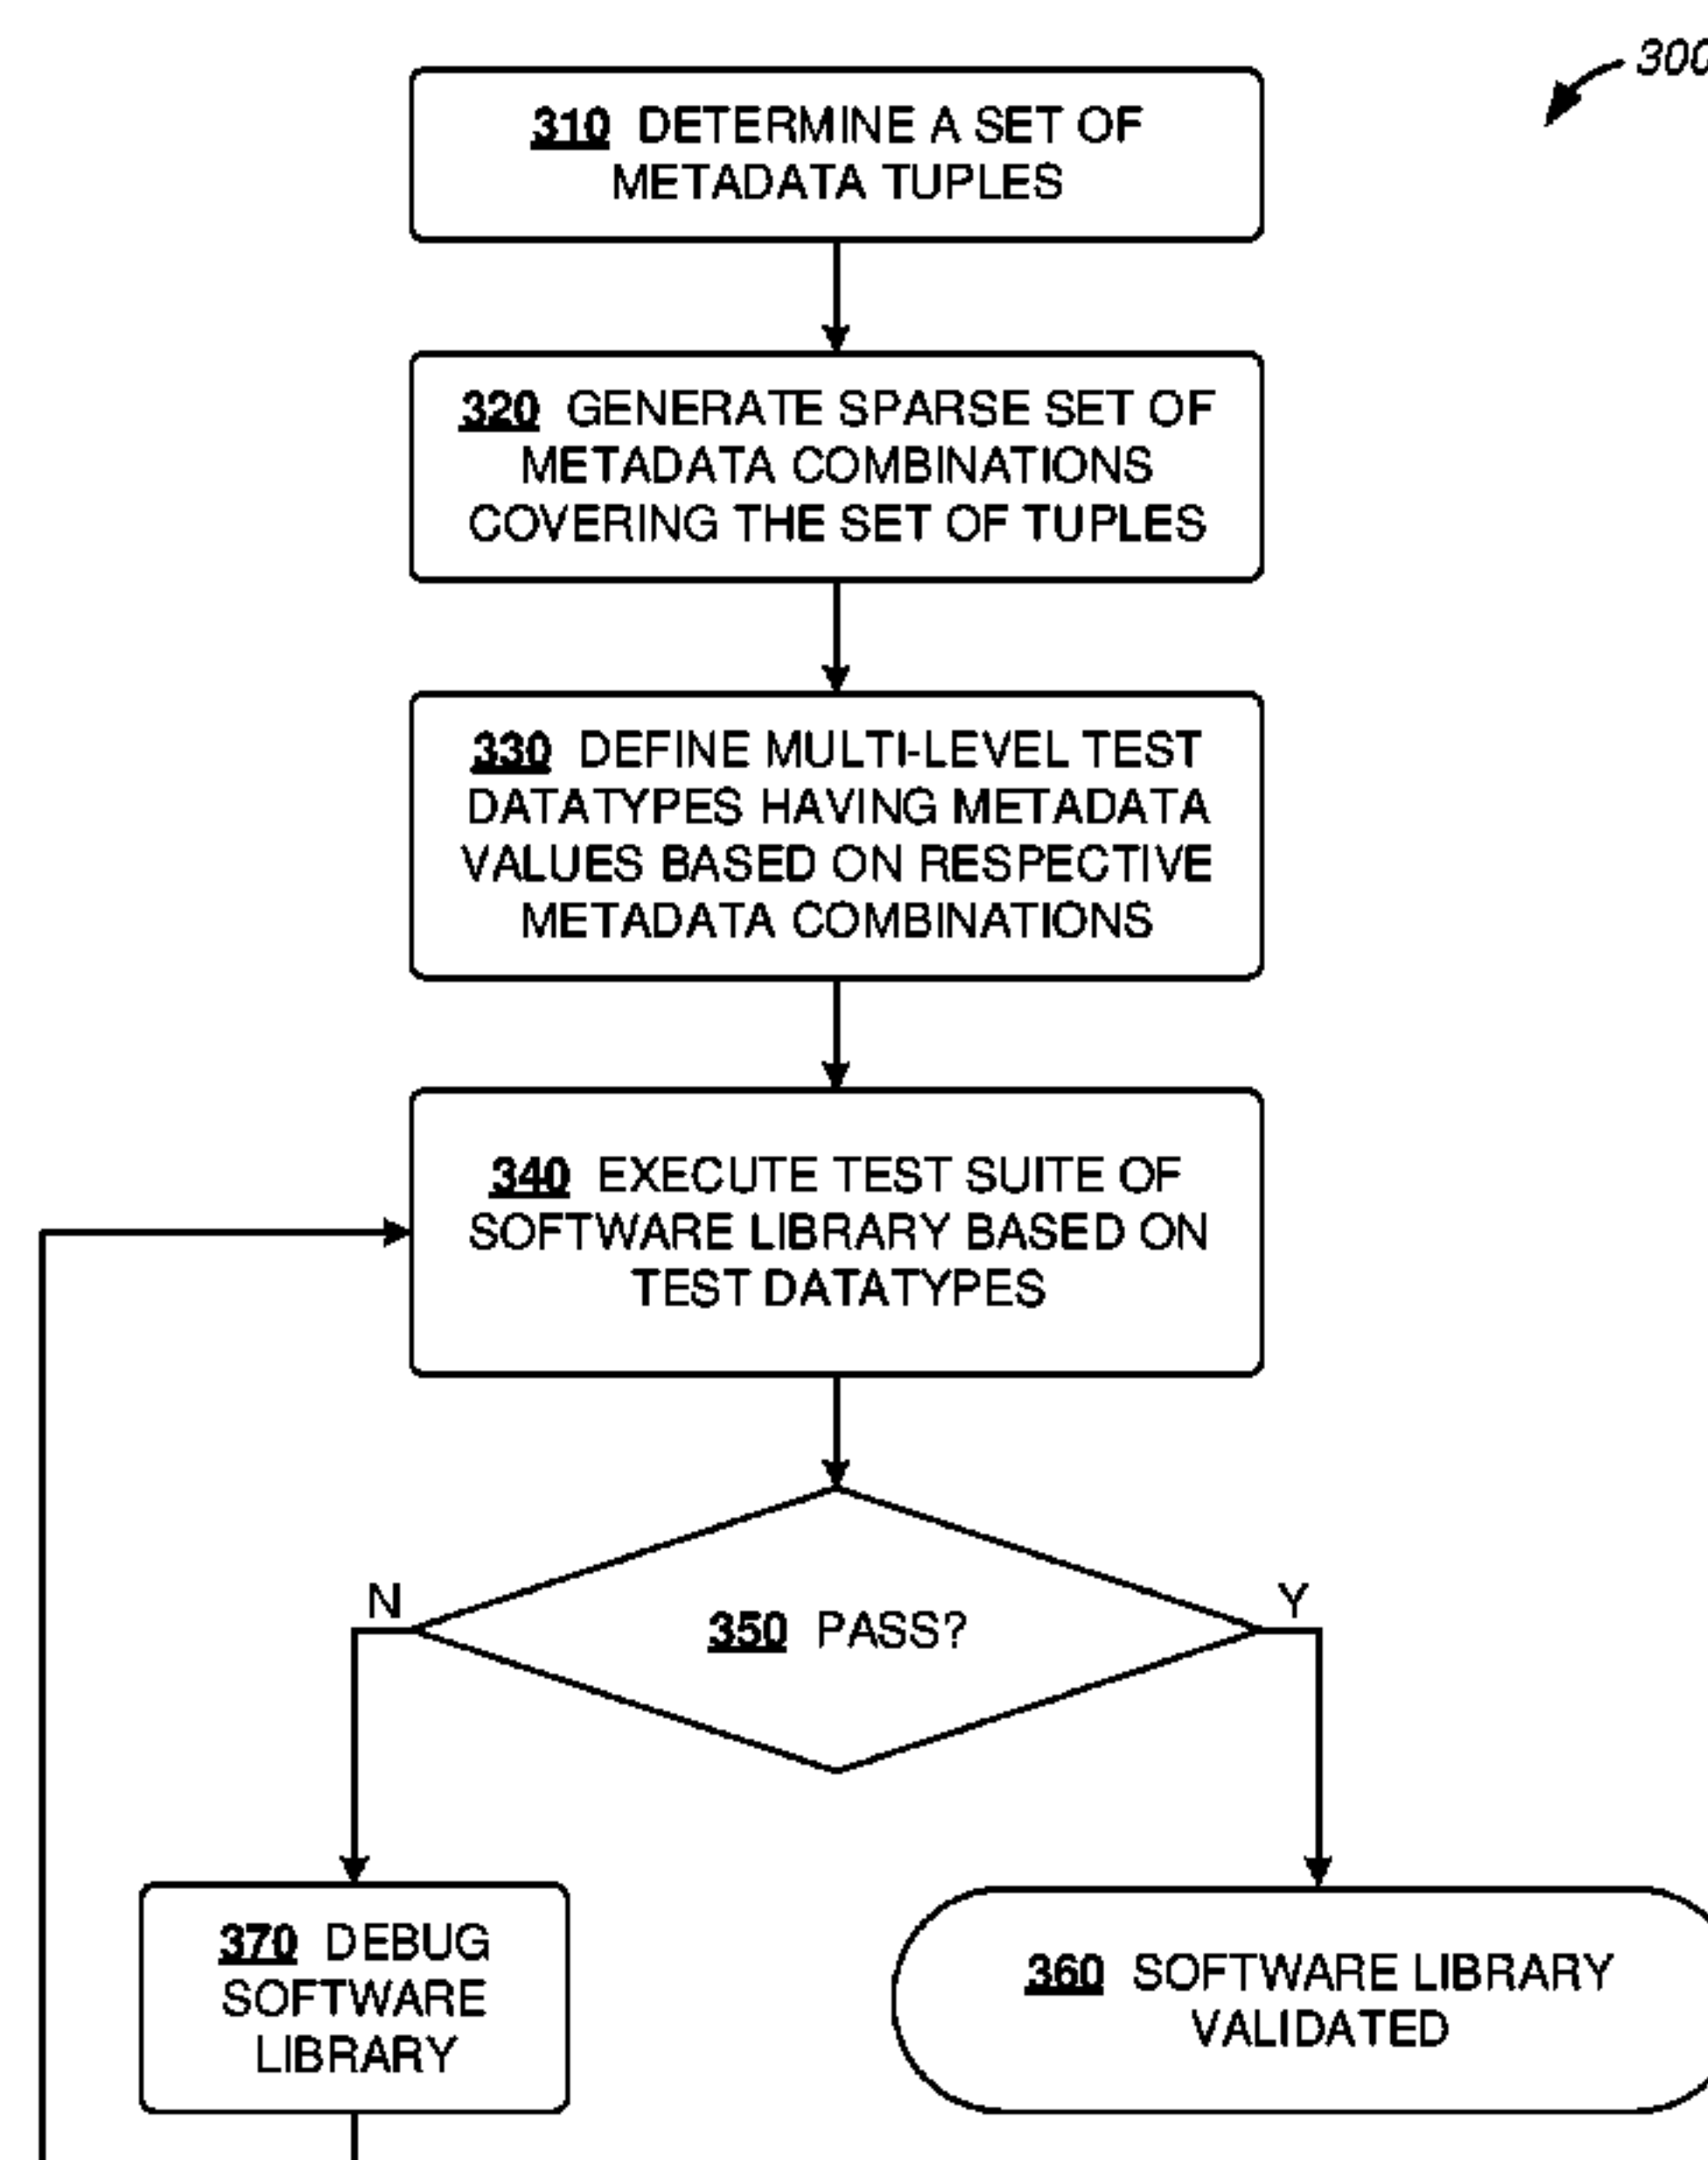 300
310 DETERMINE A SET OF
METADATA TUPLES
320 GENERATE SPARSE SET OF
METADATA COMBINATIONS
COVERING THE SET OF TUPLES
330 DEFINE MULTI-LEVEL TEST
DATATYPES HAVING METADATA
VALUES BASED ON RESPECTIVE
METADATA COMBINATIONS
340 EXECUTE TEST SUITE OF
SOFTWARE LIBRARY BASED ON
TEST DATATYPES
N
Y
350 PASS?
370 DEBUG
SOFTWARE
LIBRARY
360 SOFTWARE LIBRARY
VALIDATED